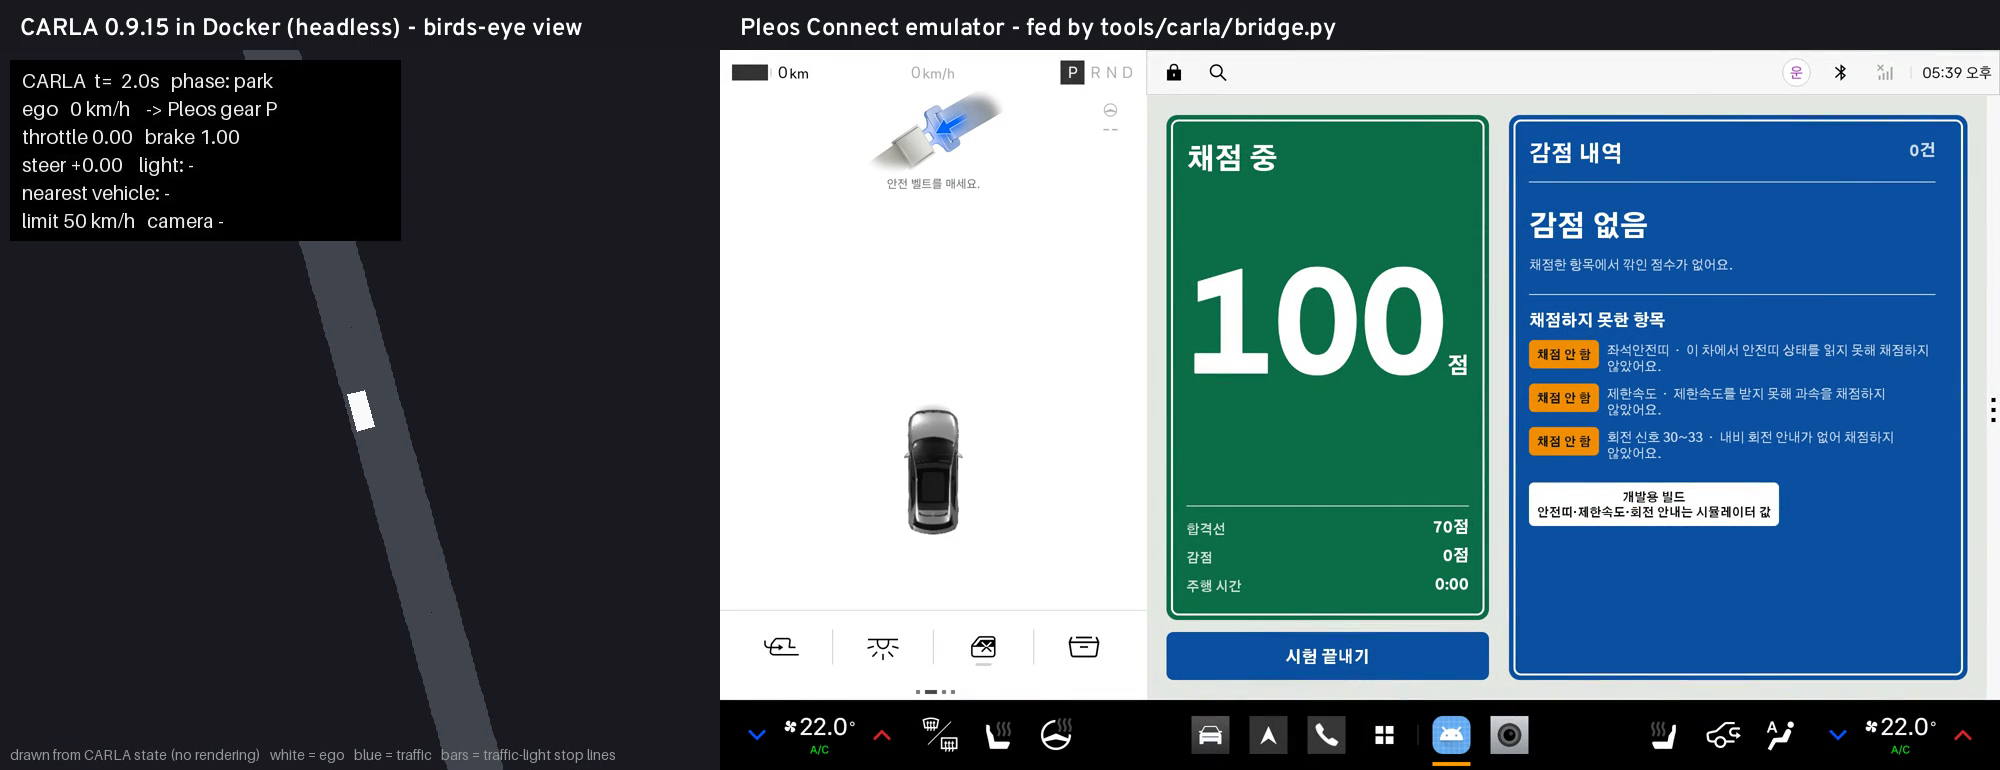 CARLA 0.9.15 in Docker (headless) - birds-eye view
CARLA t= 2.0s phase: park
ego 0 km/h -> Pleos gear P
throttle 0.00 brake 1.00
steer +0.00 light: -
nearest vehicle: -
limit 50 km/h camera -
drawn from CARLA state (no rendering) white = ego blue = traffic bars = traffic-light stop lines
Pleos Connect emulator - fed by tools/carla/bridge.py
0 km
0 km/h
P R N D
--
안전 벨트를 매세요.
운
05:39 오후
채점 중
100점
합격선 70점
감점 0점
주행 시간 0:00
시험 끝내기
감점 내역 0건
감점 없음
채점한 항목에서 깎인 점수가 없어요.
채점하지 못한 항목
채점 안 함 좌석안전띠 · 이 차에서 안전띠 상태를 읽지 못해 채점하지
않았어요.
채점 안 함 제한속도 · 제한속도를 받지 못해 과속을 채점하지
않았어요.
채점 안 함 회전 신호 30~33 · 내비 회전 안내가 없어 채점하지
않았어요.
개발용 빌드
안전띠·제한속도·회전 안내는 시뮬레이터 값
22.0°
A/C
A
22.0°
A/C